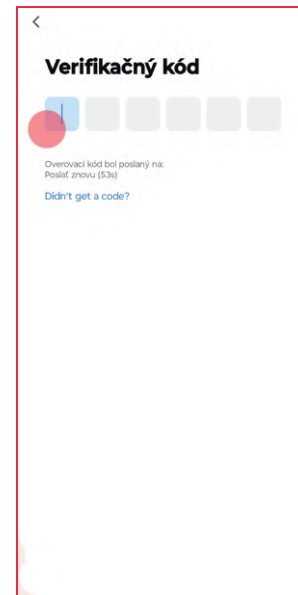 Verifikačný kód
Overovací kód bol poslaný na:
Poslať znovu (53s)
Didn't get a code?